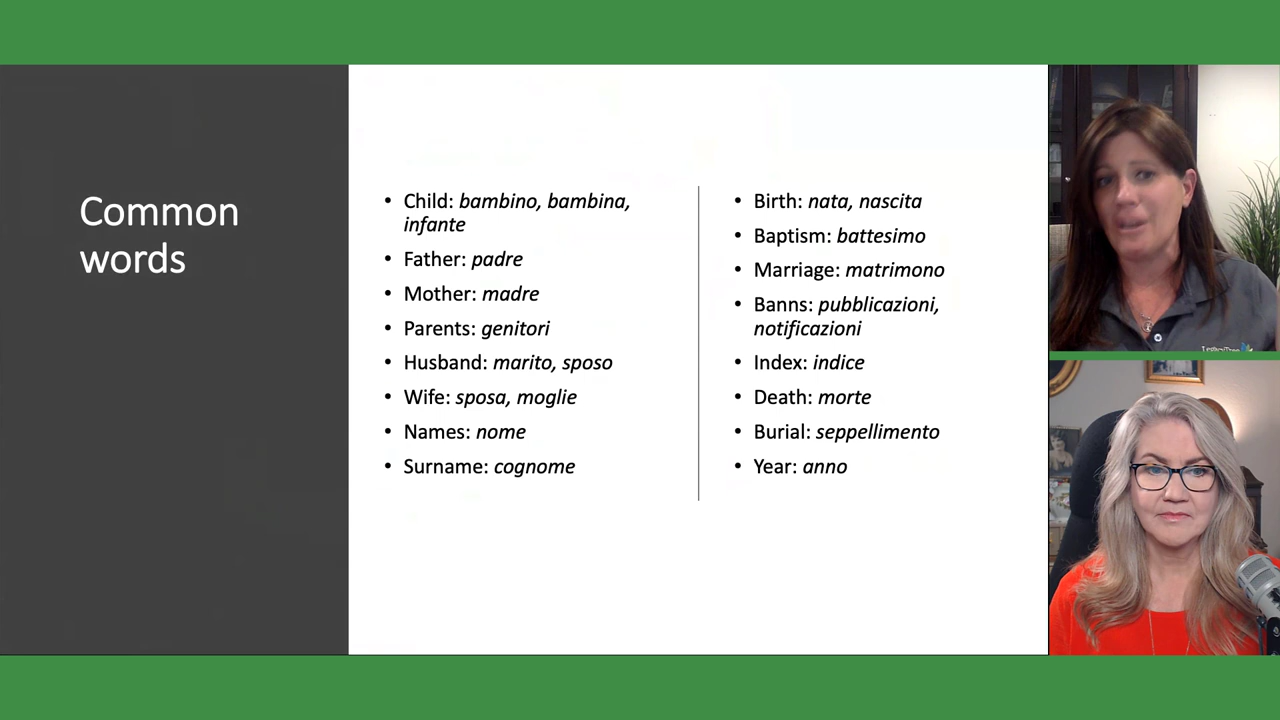 Common
words
• Child: bambino, bambina,
infante
• Father: padre
• Mother: madre
• Parents: genitori
• Husband: marito, sposo
• Wife: sposa, moglie
• Names: nome
• Surname: cognome
• Birth: nata, nascita
• Baptism: battesimo
• Marriage: matrimono
• Banns: pubblicazioni,
notificazioni
• Index: indice
• Death: morte
• Burial: seppellimento
• Year: anno